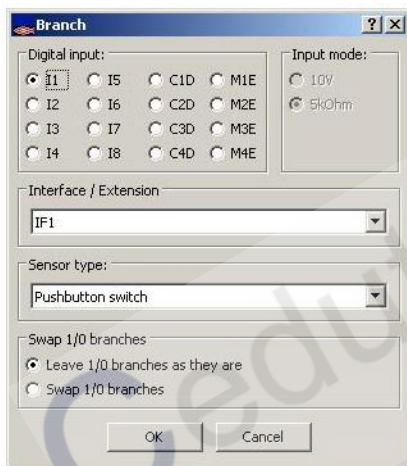 Branch
Digital input:
I1 I5 C1D M1E
I2 I6 C2D M2E
I3 I7 C3D M3E
I4 I8 C4D M4E
Input mode:
10V
5kOhm
Interface / Extension
IF1
Sensor type:
Pushbutton switch
Swap 1/0 branches
Leave 1/0 branches as they are
Swap 1/0 branches
OK Cancel